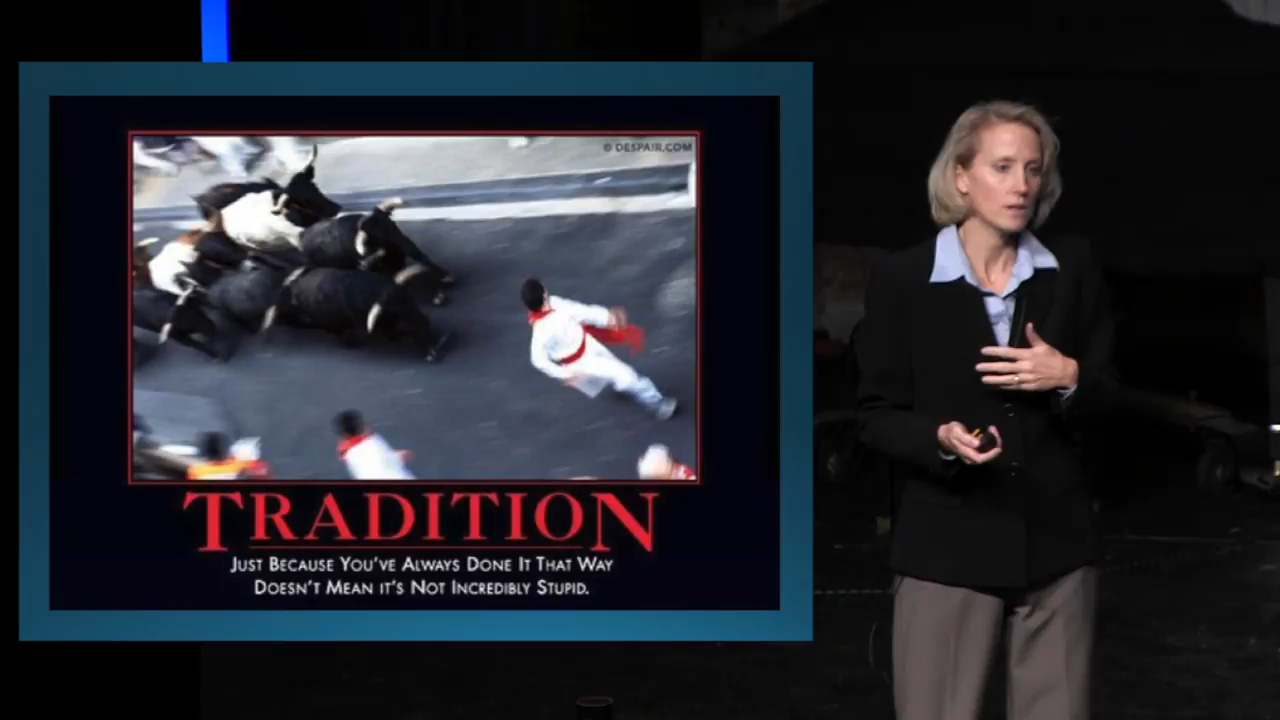 © DESPAIR.COM
TRADITION
JUST BECAUSE YOU'VE ALWAYS DONE IT THAT WAY
DOESN'T MEAN IT'S NOT INCREDIBLY STUPID.